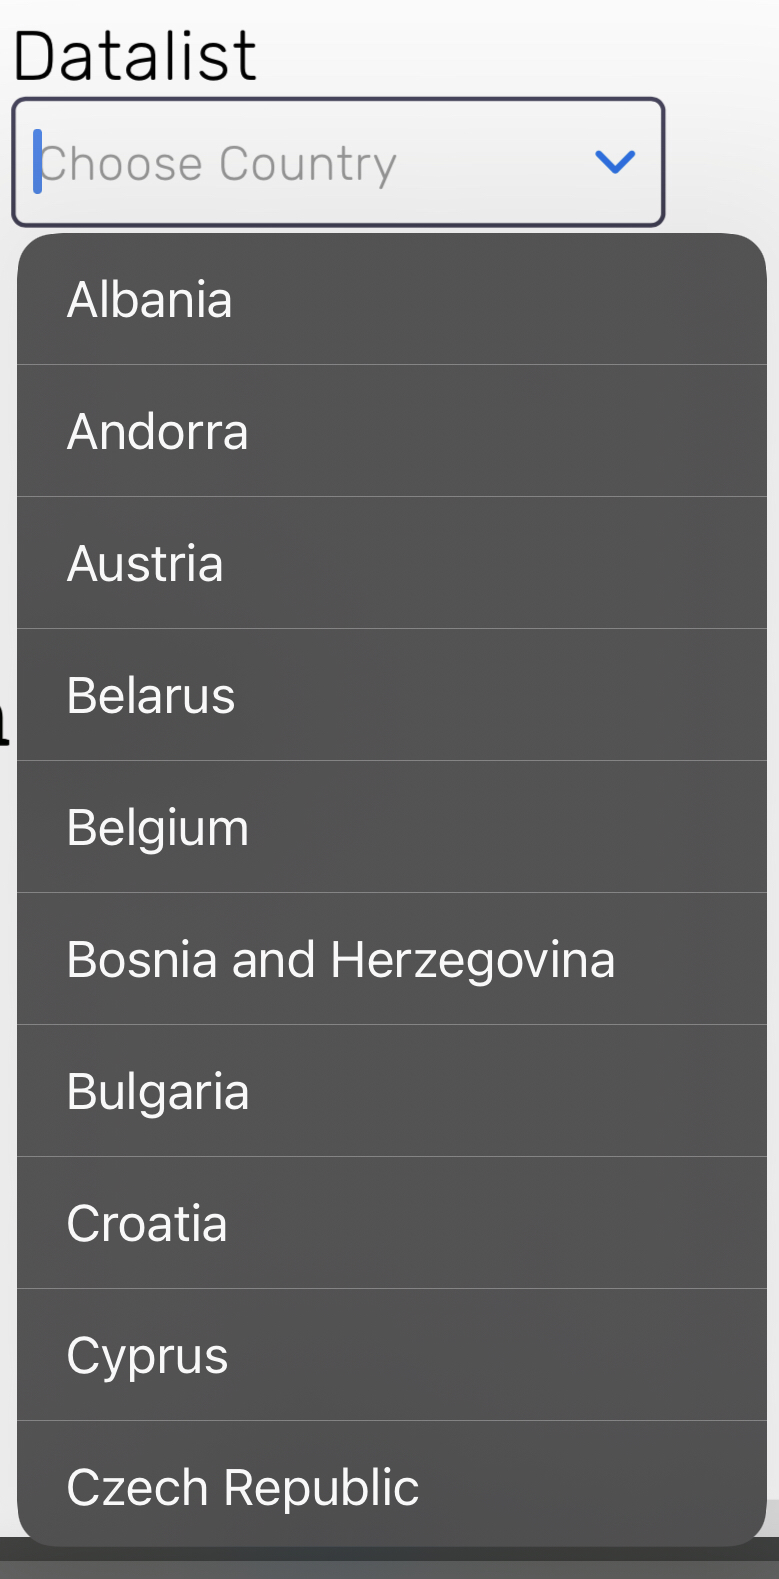 Datalist
Choose Country
Albania
Andorra
Austria
Belarus
Belgium
Bosnia and Herzegovina
Bulgaria
Croatia
Cyprus
Czech Republic